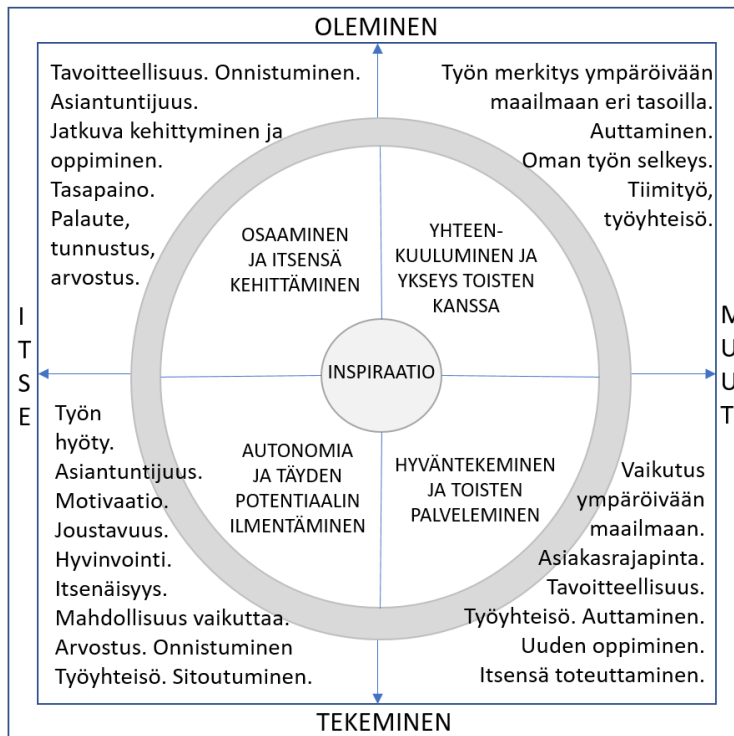 OLEMINEN
Tavoitteellisuus. Onnistuminen.
Asiantuntijuus.
Jatkuva kehittyminen ja
oppiminen.
Tasapaino.
Palaute,
tunnustus,
arvostus.
Työn merkitys ympäröivään
maailmaan eri tasoilla.
Auttaminen.
Oman työn selkeys.
Tiimityö,
työyhteisö.
OSAAMINEN
JA ITSENSÄ
KEHITTÄMINEN
YHTEEN-
KUULUMINEN JA
YKSEYS TOISTEN
KANSSA
ITSE
INSPIRAATIO
MUUT
AUTONOMIA
JA TÄYDEN
POTENTIAALIN
ILMENTÄMINEN
HYVÄNTEKEMINEN
JA TOISTEN
PALVELEMINEN
Työn
hyöty.
Asiantuntijuus.
Motivaatio.
Joustavuus.
Hyvinvointi.
Itsenäisyys.
Mahdollisuus vaikuttaa.
Arvostus. Onnistuminen
Työyhteisö. Sitoutuminen.
Vaikutus
ympäröivään
maailmaan.
Asiakasrajapinta.
Tavoitteellisuus.
Työyhteisö. Auttaminen.
Uuden oppiminen.
Itsensä toteuttaminen.
TEKEMINEN